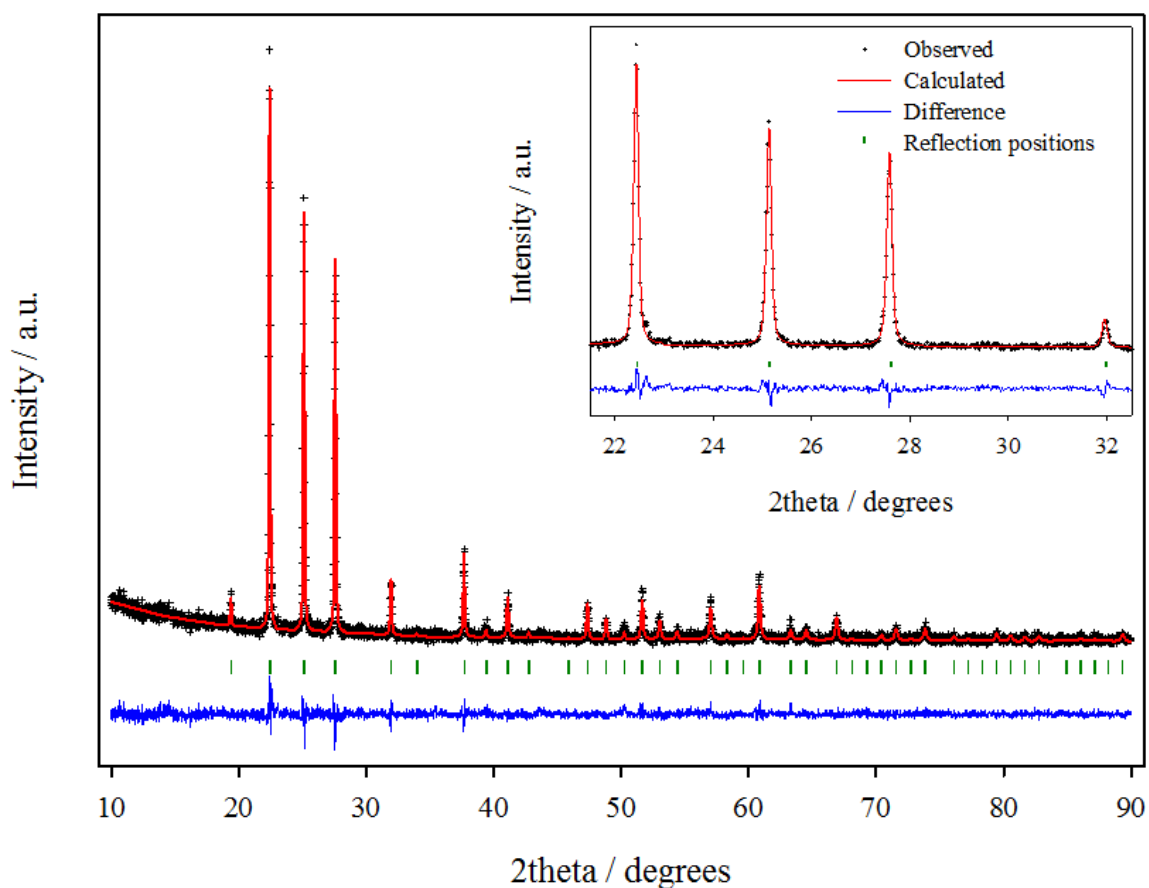 Observed
Calculated
Difference
Reflection positions
Intensity / a.u.
22 24 26 28 30 32
2theta / degrees
Intensity / a.u.
10 20 30 40 50 60 70 80 90
2theta / degrees